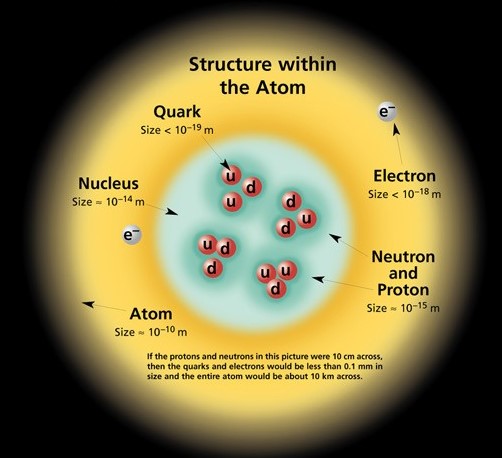 Structure within
the Atom
Quark
Size < 10⁻¹⁹ m
e⁻
Electron
Size < 10⁻¹⁸ m
Nucleus
Size ≈ 10⁻¹⁴ m
u
d
u
d
u
d
e⁻
u d
d
u u
d
Neutron
and
Proton
Size ≈ 10⁻¹⁵ m
Atom
Size ≈ 10⁻¹⁰ m
If the protons and neutrons in this picture were 10 cm across,
then the quarks and electrons would be less than 0.1 mm in
size and the entire atom would be about 10 km across.